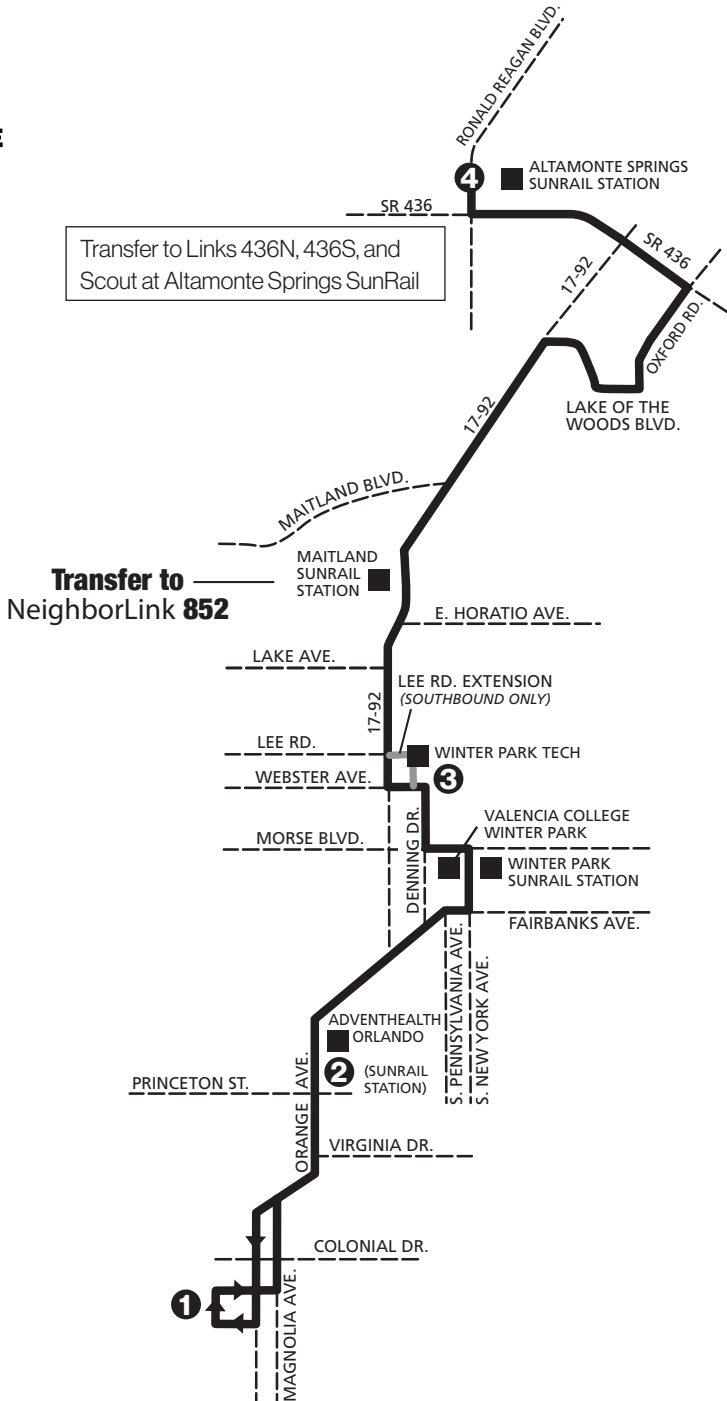 E
RONALD REAGAN BLVD.
4
ALTAMONTE SPRINGS
SUNRAIL STATION
SR 436
Transfer to Links 436N, 436S, and
Scout at Altamonte Springs SunRail
17-92
SR 436
OXFORD RD.
LAKE OF THE
WOODS BLVD.
17-92
MAITLAND BLVD.
MAITLAND
SUNRAIL
STATION
Transfer to
NeighborLink 852
E. HORATIO AVE.
LAKE AVE.
17-92
LEE RD. EXTENSION
(SOUTHBOUND ONLY)
LEE RD.
WINTER PARK TECH
WEBSTER AVE.
3
VALENCIA COLLEGE
WINTER PARK
MORSE BLVD.
DENNING DR.
WINTER PARK
SUNRAIL STATION
FAIRBANKS AVE.
S. PENNSYLVANIA AVE.
S. NEW YORK AVE.
ADVENTHEALTH
ORLANDO
2
(SUNRAIL
STATION)
PRINCETON ST.
ORANGE AVE.
VIRGINIA DR.
COLONIAL DR.
1
MAGNOLIA AVE.